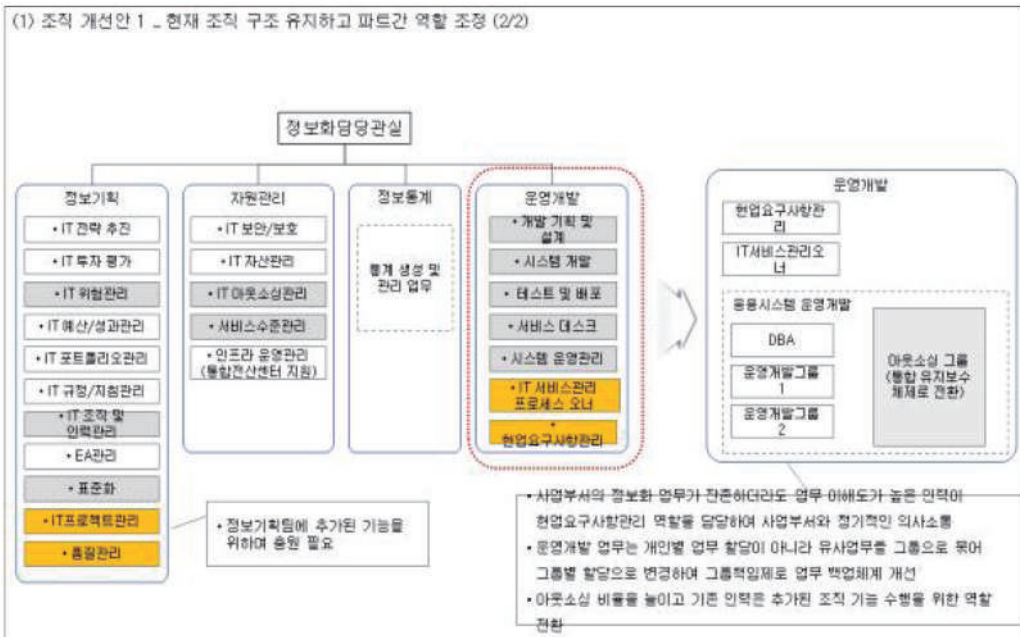 (1) 조직 개선안 1 _ 현재 조직 구조 유지하고 파트간 역할 조정 (2/2)
정보화담당관실
정보기획
• IT 전략 추진
• IT 투자 평가
• IT 위험관리
• IT 예산/성과관리
• IT 포트폴리오관리
• IT 규정/지침관리
• IT 조직 및
인력관리
• EA관리
• 표준화
• IT프로젝트관리
• 품질관리
자원관리
• IT 보안/보호
• IT 자산관리
• IT 아웃소싱관리
• 서비스수준관리
• 인프라 운영관리
(통합전산센터 지원)
정보통계
통계 생성 및
관리 업무
운영개발
• 개발 기획 및
설계
• 시스템 개발
• 테스트 및 배포
• 서비스 데스크
• 시스템 운영관리
• IT 서비스관리
프로세스 오너
•
현업요구사항관리
운영개발
현업요구사항관
리
IT서비스관리오
너
응용시스템 운영개발
DBA
운영개발그룹
1
운영개발그룹
2
아웃소싱 그룹
(통합 유지보수
체제로 전환)
• 정보기획팀에 추가된 기능을
위하여 충원 필요
• 사업부서의 정보화 업무가 잔존하더라도 업무 이해도가 높은 인력이
현업요구사항관리 역할을 담당하여 사업부서와 정기적인 의사소통
• 운영개발 업무는 개인별 업무 할당이 아니라 유사업무를 그룹으로 묶어
그룹별 할당으로 변경하여 그룹책임제로 업무 백업체계 개선
• 아웃소싱 비율을 늘이고 기존 인력은 추가된 조직 기능 수행을 위한 역할
전환